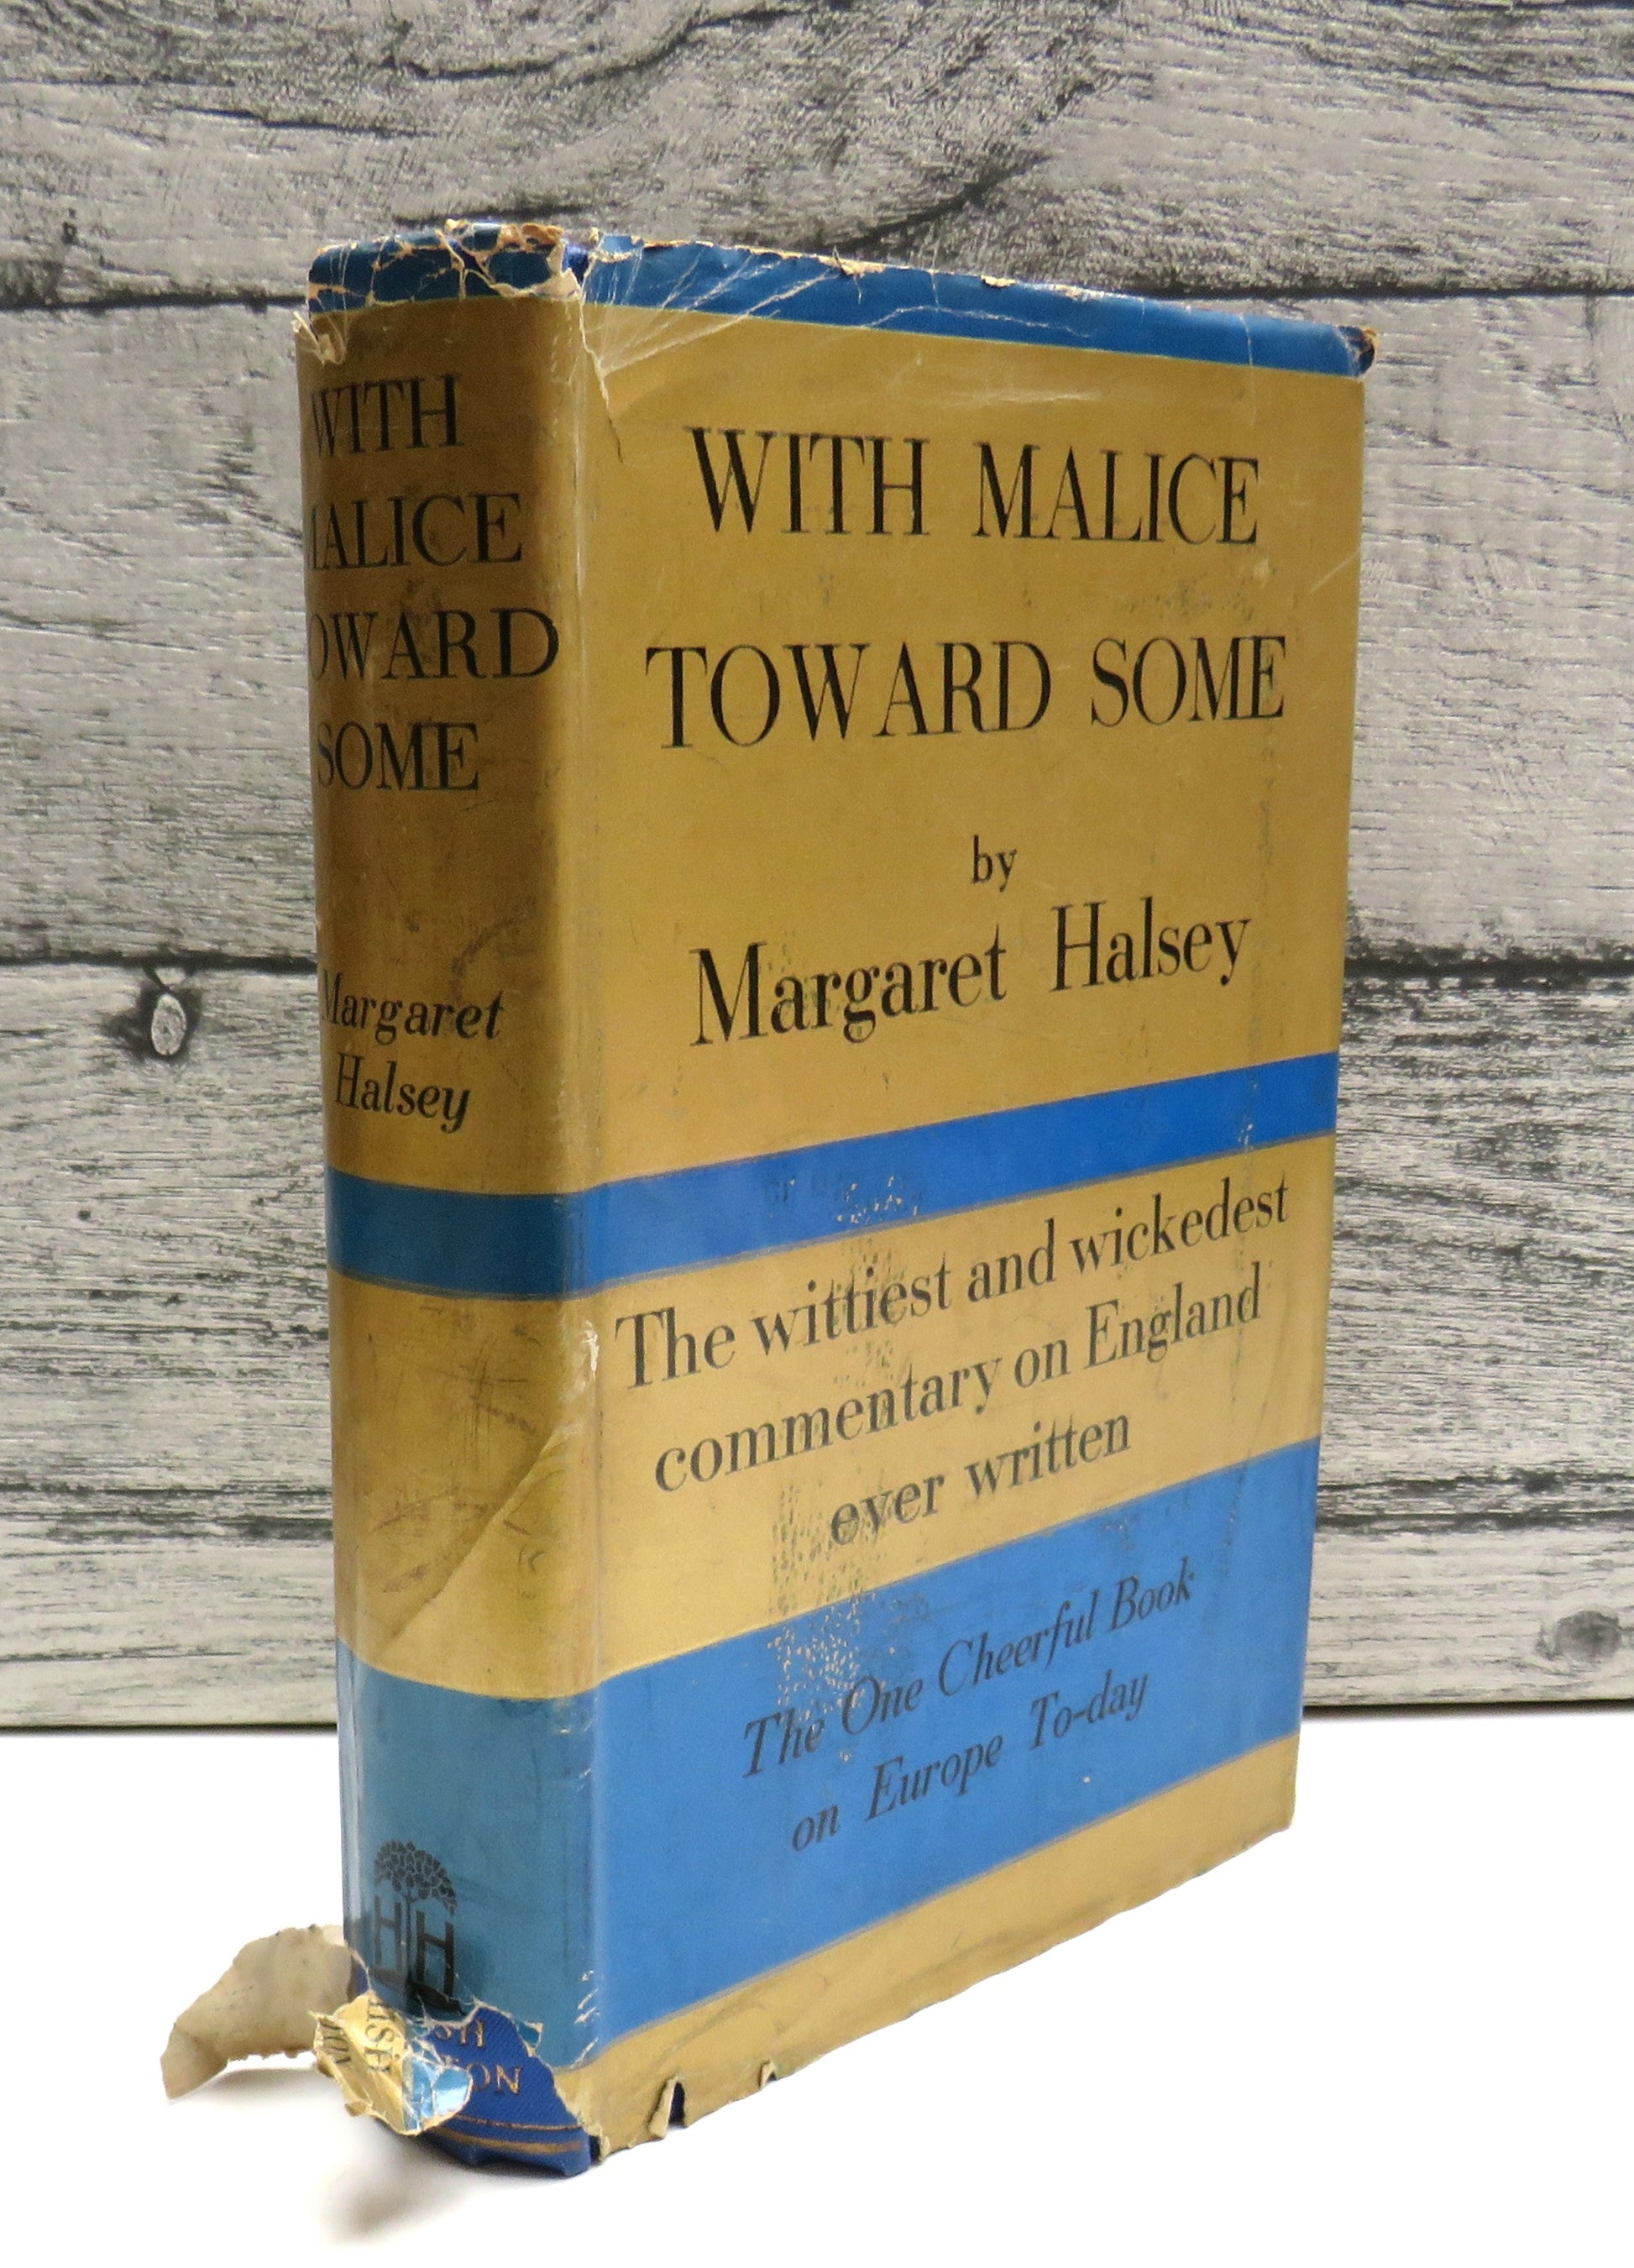 WITH
MALICE
TOWARD
SOME
Margaret
Halsey
HH
WITH MALICE
TOWARD SOME
by
Margaret Halsey
The wittiest and wickedest
commentary on England
ever written
The One Cheerful Book
on Europe To-day